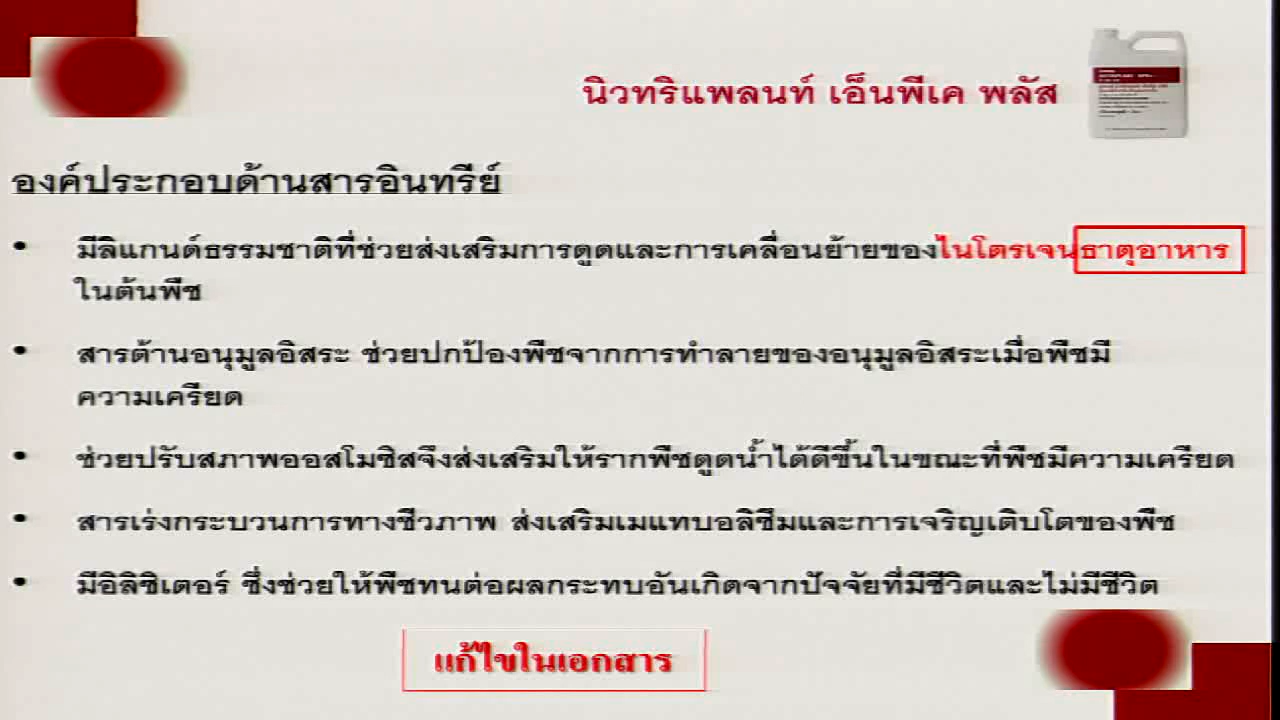 นิวทริแพลนท์ เอ็นพีเค พลัส
องค์ประกอบด้านสารอินทรีย์
• มีลิแกนด์ธรรมชาติที่ช่วยส่งเสริมการดูดและการเคลื่อนย้ายของไนโตรเจนธาตุอาหาร
ในต้นพืช
• สารต้านอนุมูลอิสระ ช่วยปกป้องพืชจากการทำลายของอนุมูลอิสระเมื่อพืชมี
ความเครียด
• ช่วยปรับสภาพออสโมซิสจึงส่งเสริมให้รากพืชดูดน้ำได้ดีขึ้นในขณะที่พืชมีความเครียด
• สารเร่งกระบวนการทางชีวภาพ ส่งเสริมเมแทบอลิซึมและการเจริญเติบโตของพืช
• มีอิลิซิเตอร์ ซึ่งช่วยให้พืชทนต่อผลกระทบอันเกิดจากปัจจัยที่มีชีวิตและไม่มีชีวิต
แก้ไขในเอกสาร